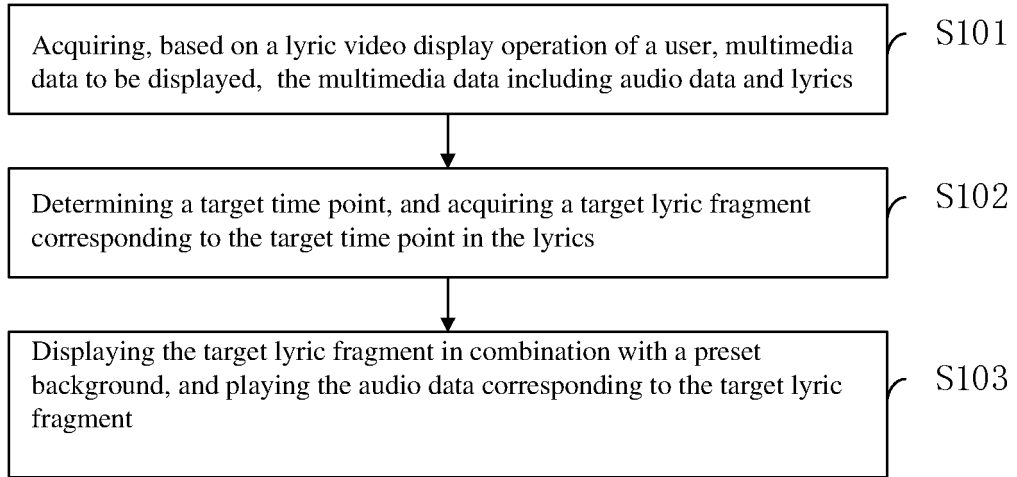 Acquiring, based on a lyric video display operation of a user, multimedia
data to be displayed,  the multimedia data including audio data and lyrics
S101
Determining a target time point, and acquiring a target lyric fragment
corresponding to the target time point in the lyrics
S102
Displaying the target lyric fragment in combination with a preset
background, and playing the audio data corresponding to the target lyric
fragment
S103